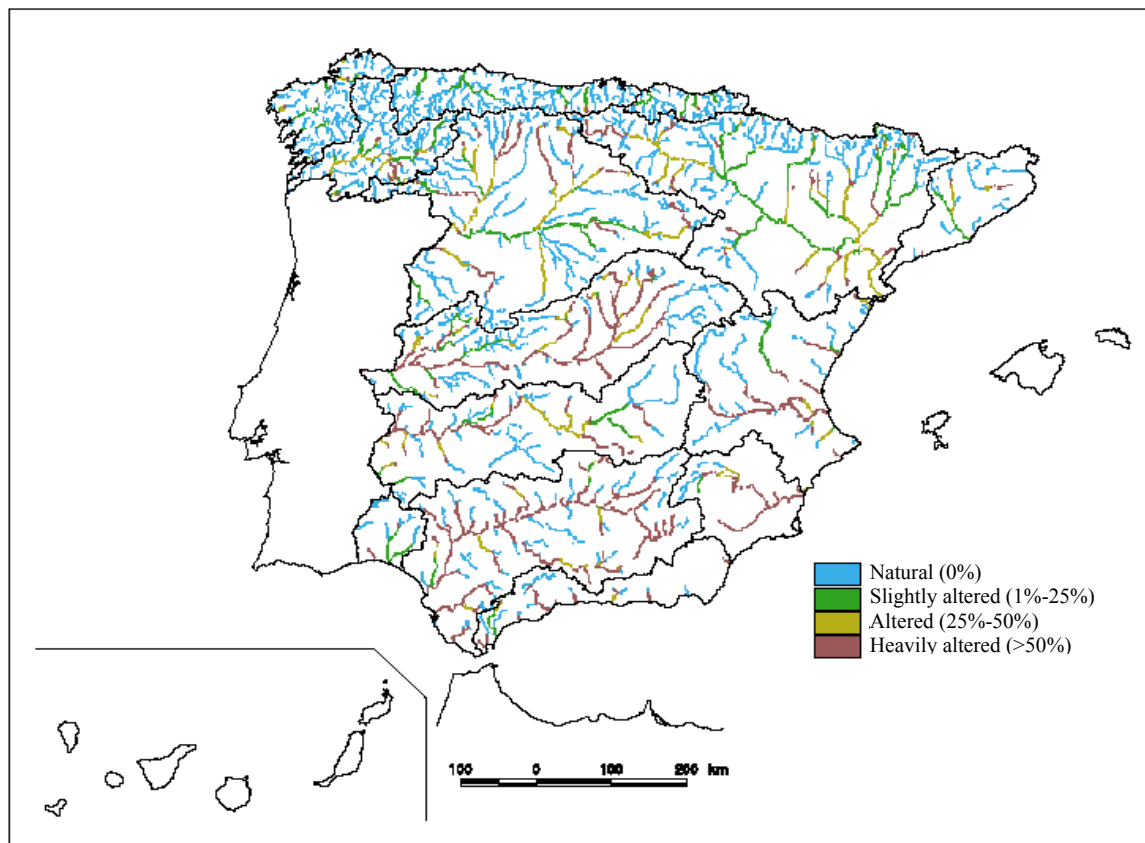 Natural (0%)
Slightly altered (1%-25%)
Altered (25%-50%)
Heavily altered (>50%)
100 0 100 200 km